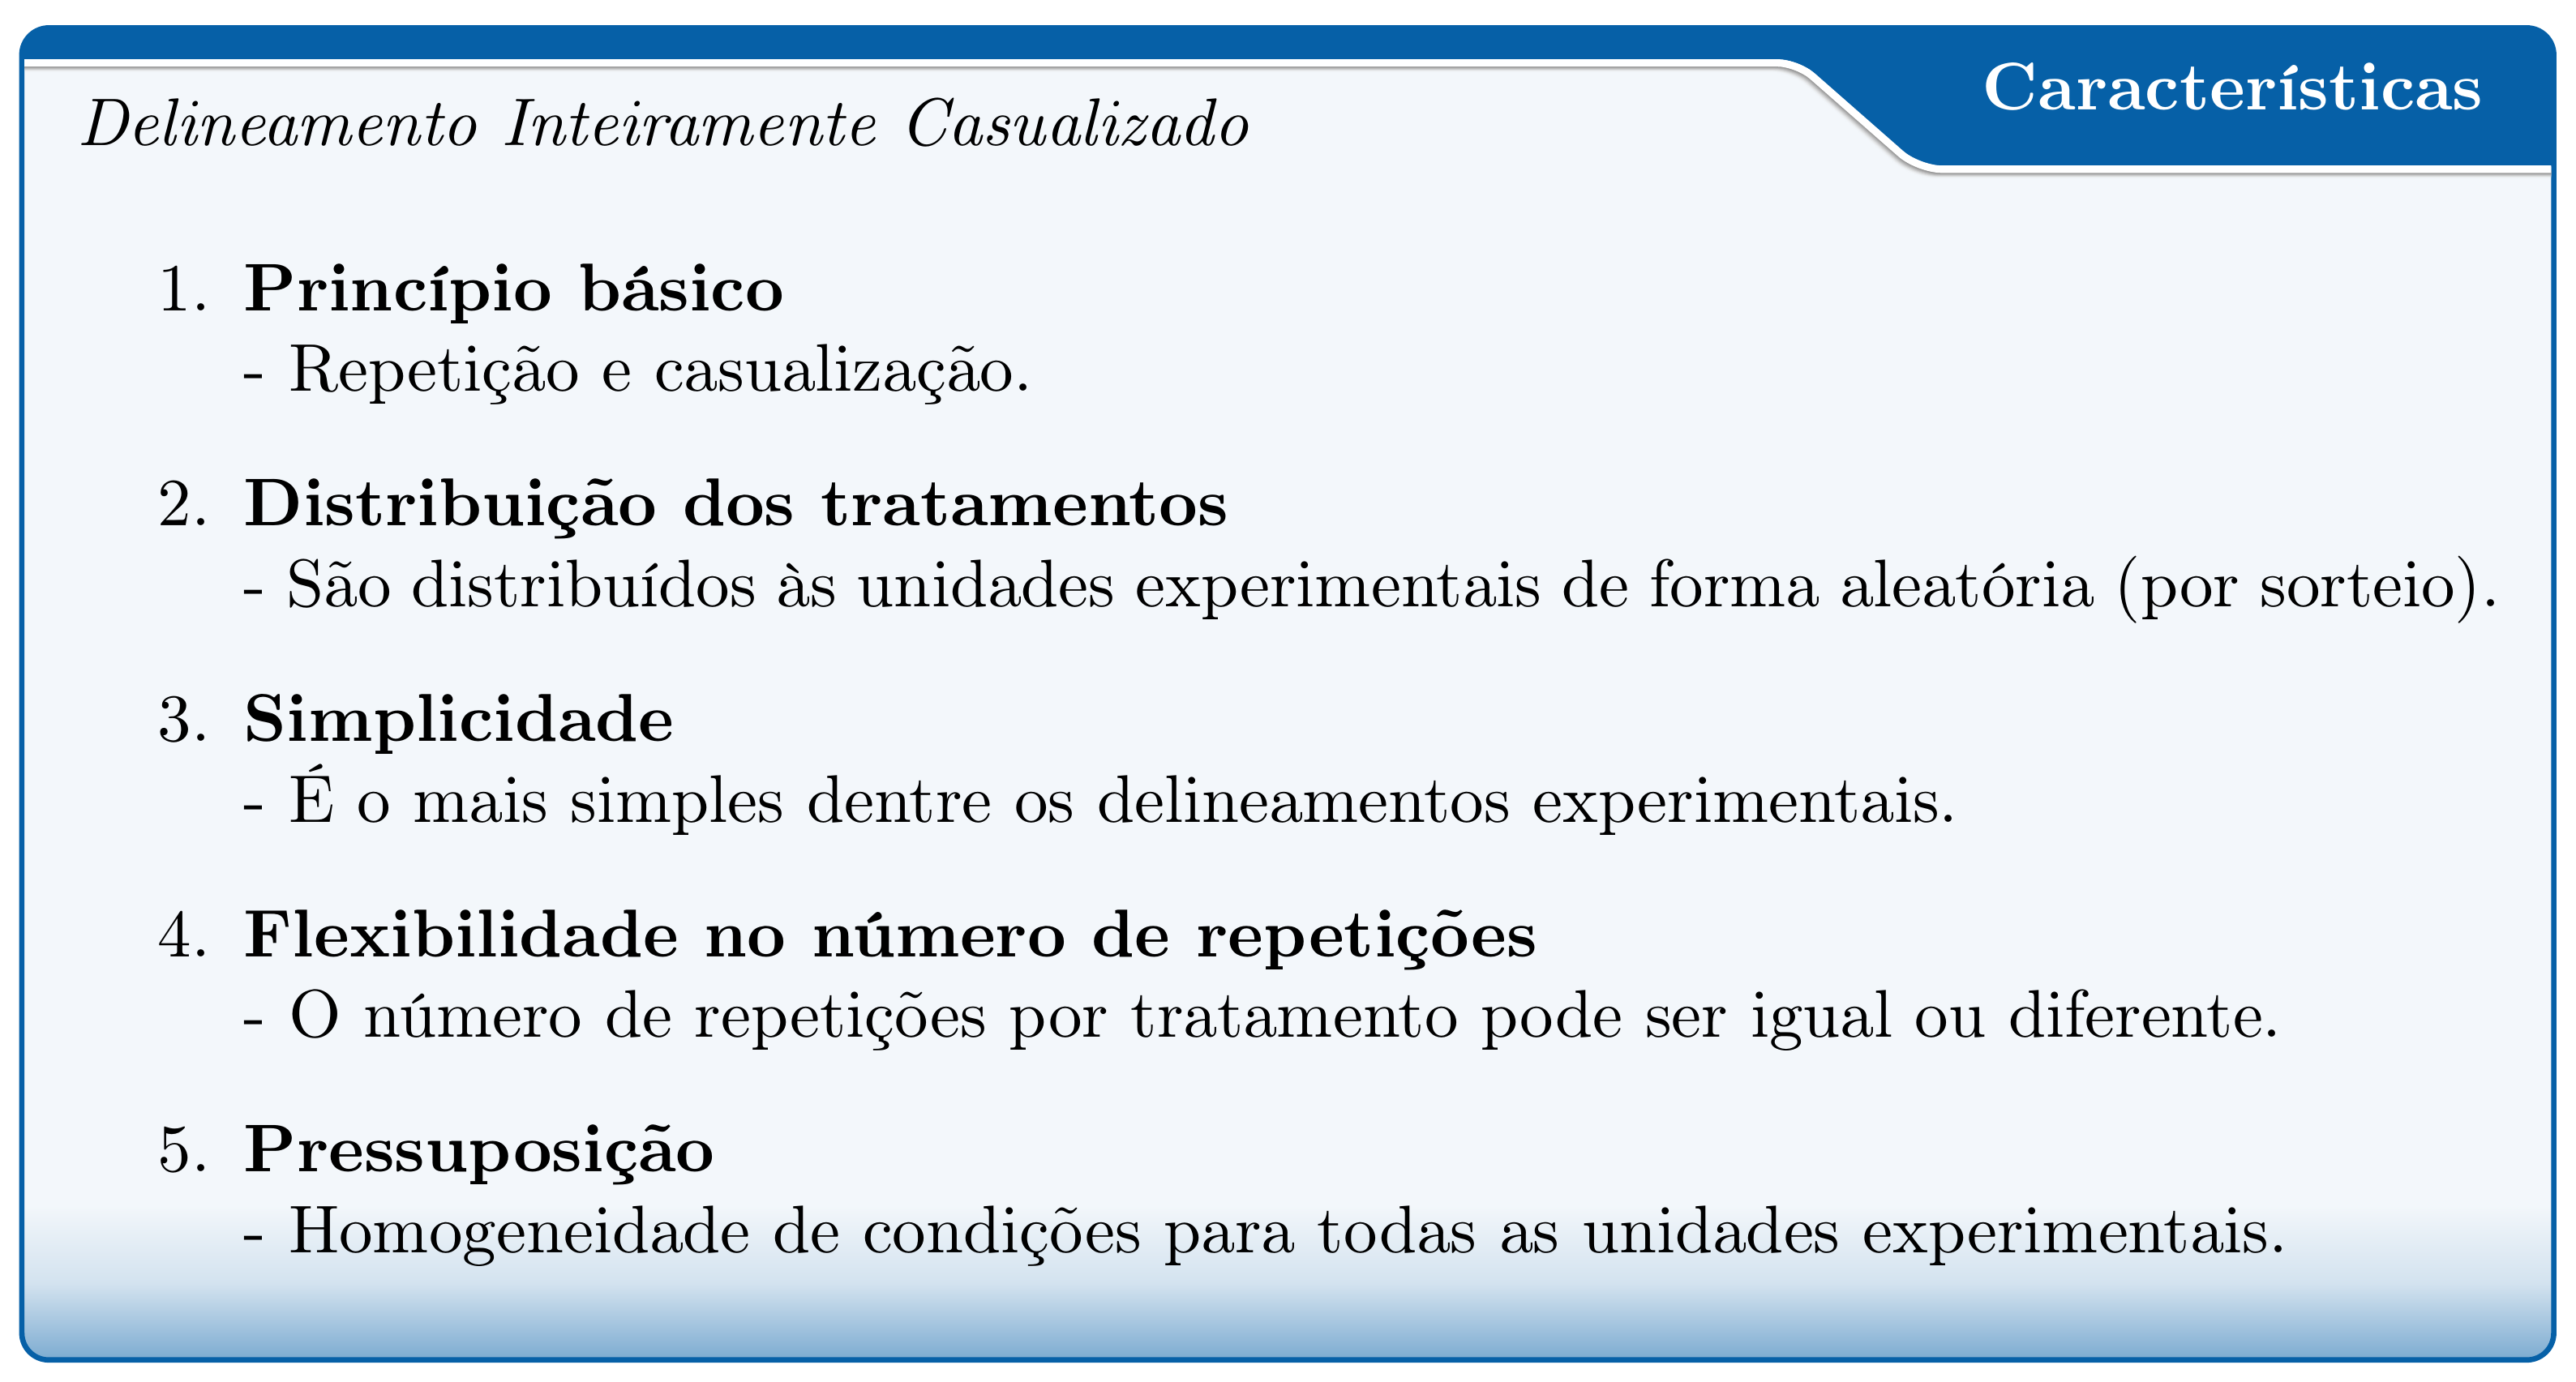 Características
Delineamento Inteiramente Casualizado
1. Princípio básico
- Repetição e casualização.
2. Distribuição dos tratamentos
- São distribuídos às unidades experimentais de forma aleatória (por sorteio).
3. Simplicidade
- É o mais simples dentre os delineamentos experimentais.
4. Flexibilidade no número de repetições
- O número de repetições por tratamento pode ser igual ou diferente.
5. Pressuposição
- Homogeneidade de condições para todas as unidades experimentais.